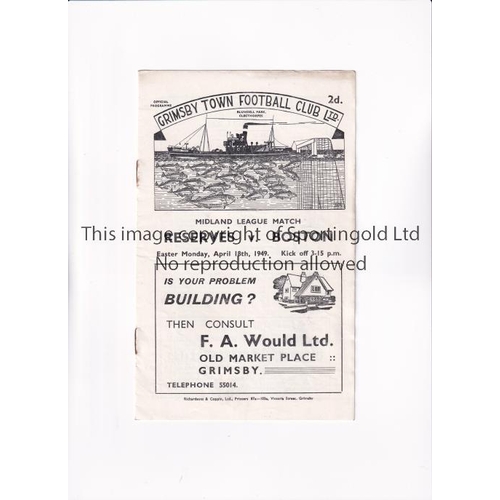 OFFICIAL PROGRAMME
2d.
GRIMSBY TOWN FOOTBALL CLUB LTD.
BLUNDELL PARK, CLEETHORPES
MIDLAND LEAGUE MATCH
RESERVES v. BOSTON
Easter Monday, April 18th, 1949. Kick off 3-15 p.m.
This image copyright of Sportingold Ltd
No reproduction allowed
IS YOUR PROBLEM
BUILDING?
THEN CONSULT
F. A. Would Ltd.
OLD MARKET PLACE ::
GRIMSBY.
TELEPHONE 55014.